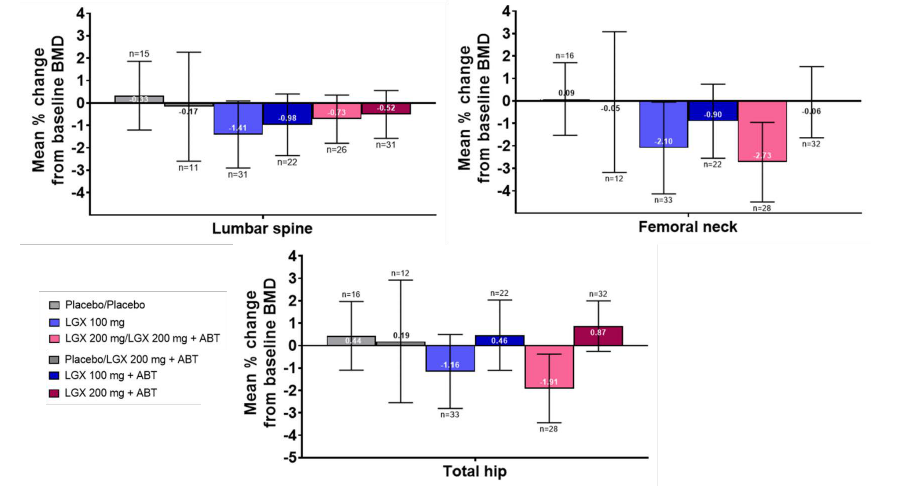 4
3
2
1
0
-1
-2
-3
-4
Mean % change
from baseline BMD
n=15
-0.17
-1.41
-0.98
-0.73
-0.52
n=11
n=31
n=22
n=26
n=31
Lumbar spine
4
3
2
1
0
-1
-2
-3
-4
Mean % change
from baseline BMD
n=16
0.09
-0.05
-2.10
-0.90
-2.73
-0.06
n=12
n=33
n=22
n=28
n=32
Femoral neck
Placebo/Placebo
LGX 100 mg
LGX 200 mg/LGX 200 mg + ABT
Placebo/LGX 200 mg + ABT
LGX 100 mg + ABT
LGX 200 mg + ABT
4
3
2
1
0
-1
-2
-3
-4
-5
Mean % change
from baseline BMD
n=16
n=12
n=22
n=32
0.44
0.19
-1.16
0.46
-1.91
0.87
n=33
n=28
Total hip